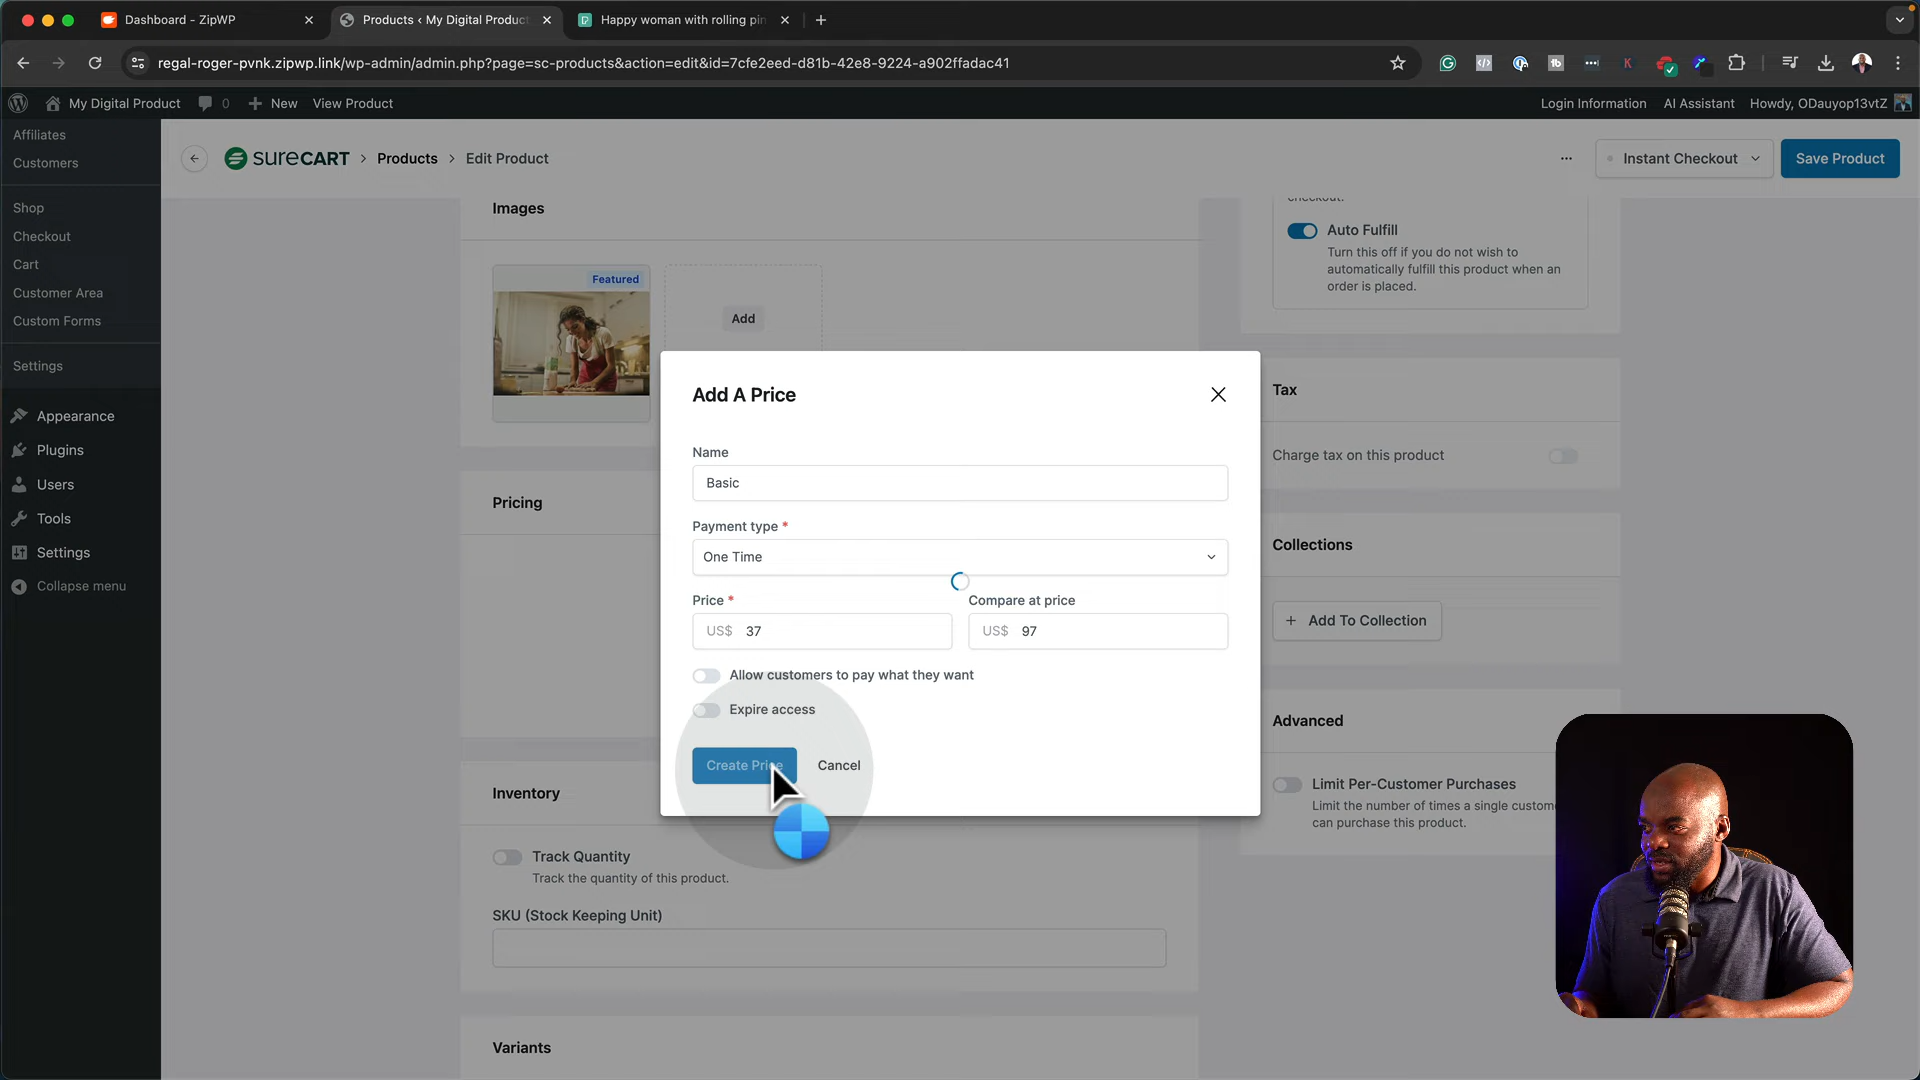 Dashboard - ZipWP
Products ‹ My Digital Product
Happy woman with rolling pin
regal-roger-pvnk.zipwp.link/wp-admin/admin.php?page=sc-products&action=edit&id=7cfe2eed-d81b-42e8-9224-a902ffadac41
My Digital Product
0
New
View Product
Login Information
AI Assistant
Howdy, ODauyop13vtZ
Affiliates
Customers
Shop
Checkout
Cart
Customer Area
Custom Forms
Settings
Appearance
Plugins
Users
Tools
Settings
Collapse menu
SURECART
Products
Edit Product
Instant Checkout
Save Product
Images
Featured
Add
Pricing
Inventory
Track Quantity
Track the quantity of this product.
SKU (Stock Keeping Unit)
Variants
Add A Price
Name
Basic
Payment type *
One Time
Price *
Compare at price
US$ 37
US$ 97
Allow customers to pay what they want
Expire access
Create Price
Cancel
checkout.
Auto Fulfill
Turn this off if you do not wish to
automatically fulfill this product when an
order is placed.
Tax
Charge tax on this product
Collections
Add To Collection
Advanced
Limit Per-Customer Purchases
Limit the number of times a single custome
can purchase this product.